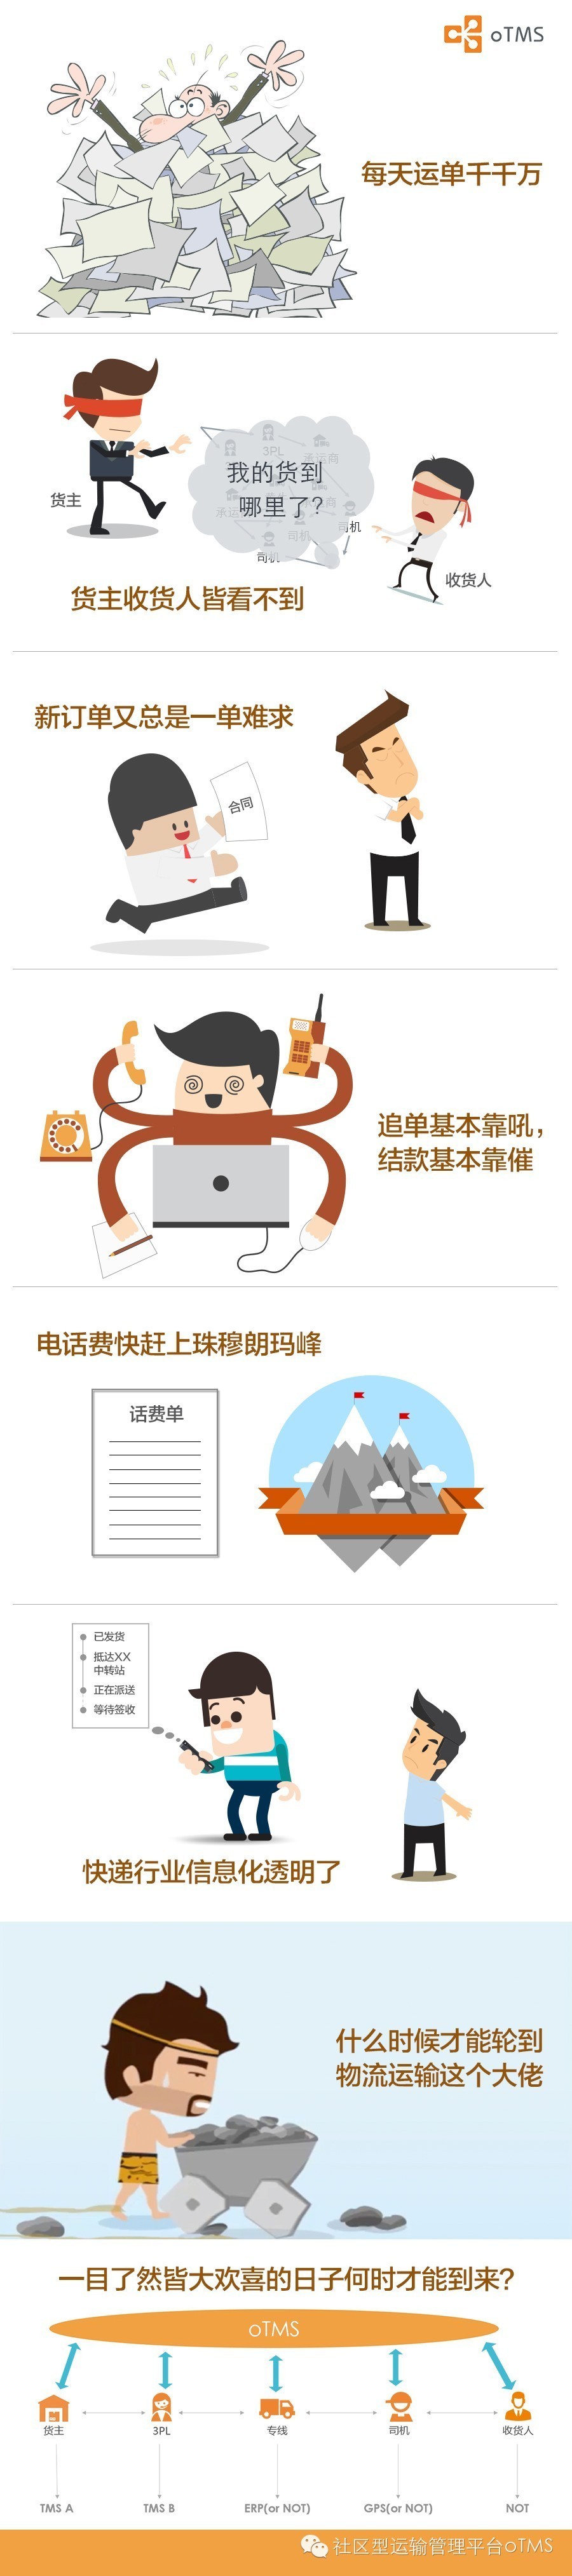 oTMS
每天运单千千万
3PL
承运商
我的货到
哪里了?
承运商
司机
司机
司机
货主
收货人
货主收货人皆看不到
新订单又总是一单难求
合同
追单基本靠吼，
结款基本靠催
电话费快赶上珠穆朗玛峰
话费单
已发货
抵达XX
中转站
正在派送
等待签收
快递行业信息化透明了
什么时候才能轮到
物流运输这个大佬
一目了然皆大欢喜的日子何时才能到来?
oTMS
货主 3PL 专线 司机 收货人
TMS A TMS B ERP(or NOT) GPS(or NOT) NOT
社区型运输管理平台oTMS